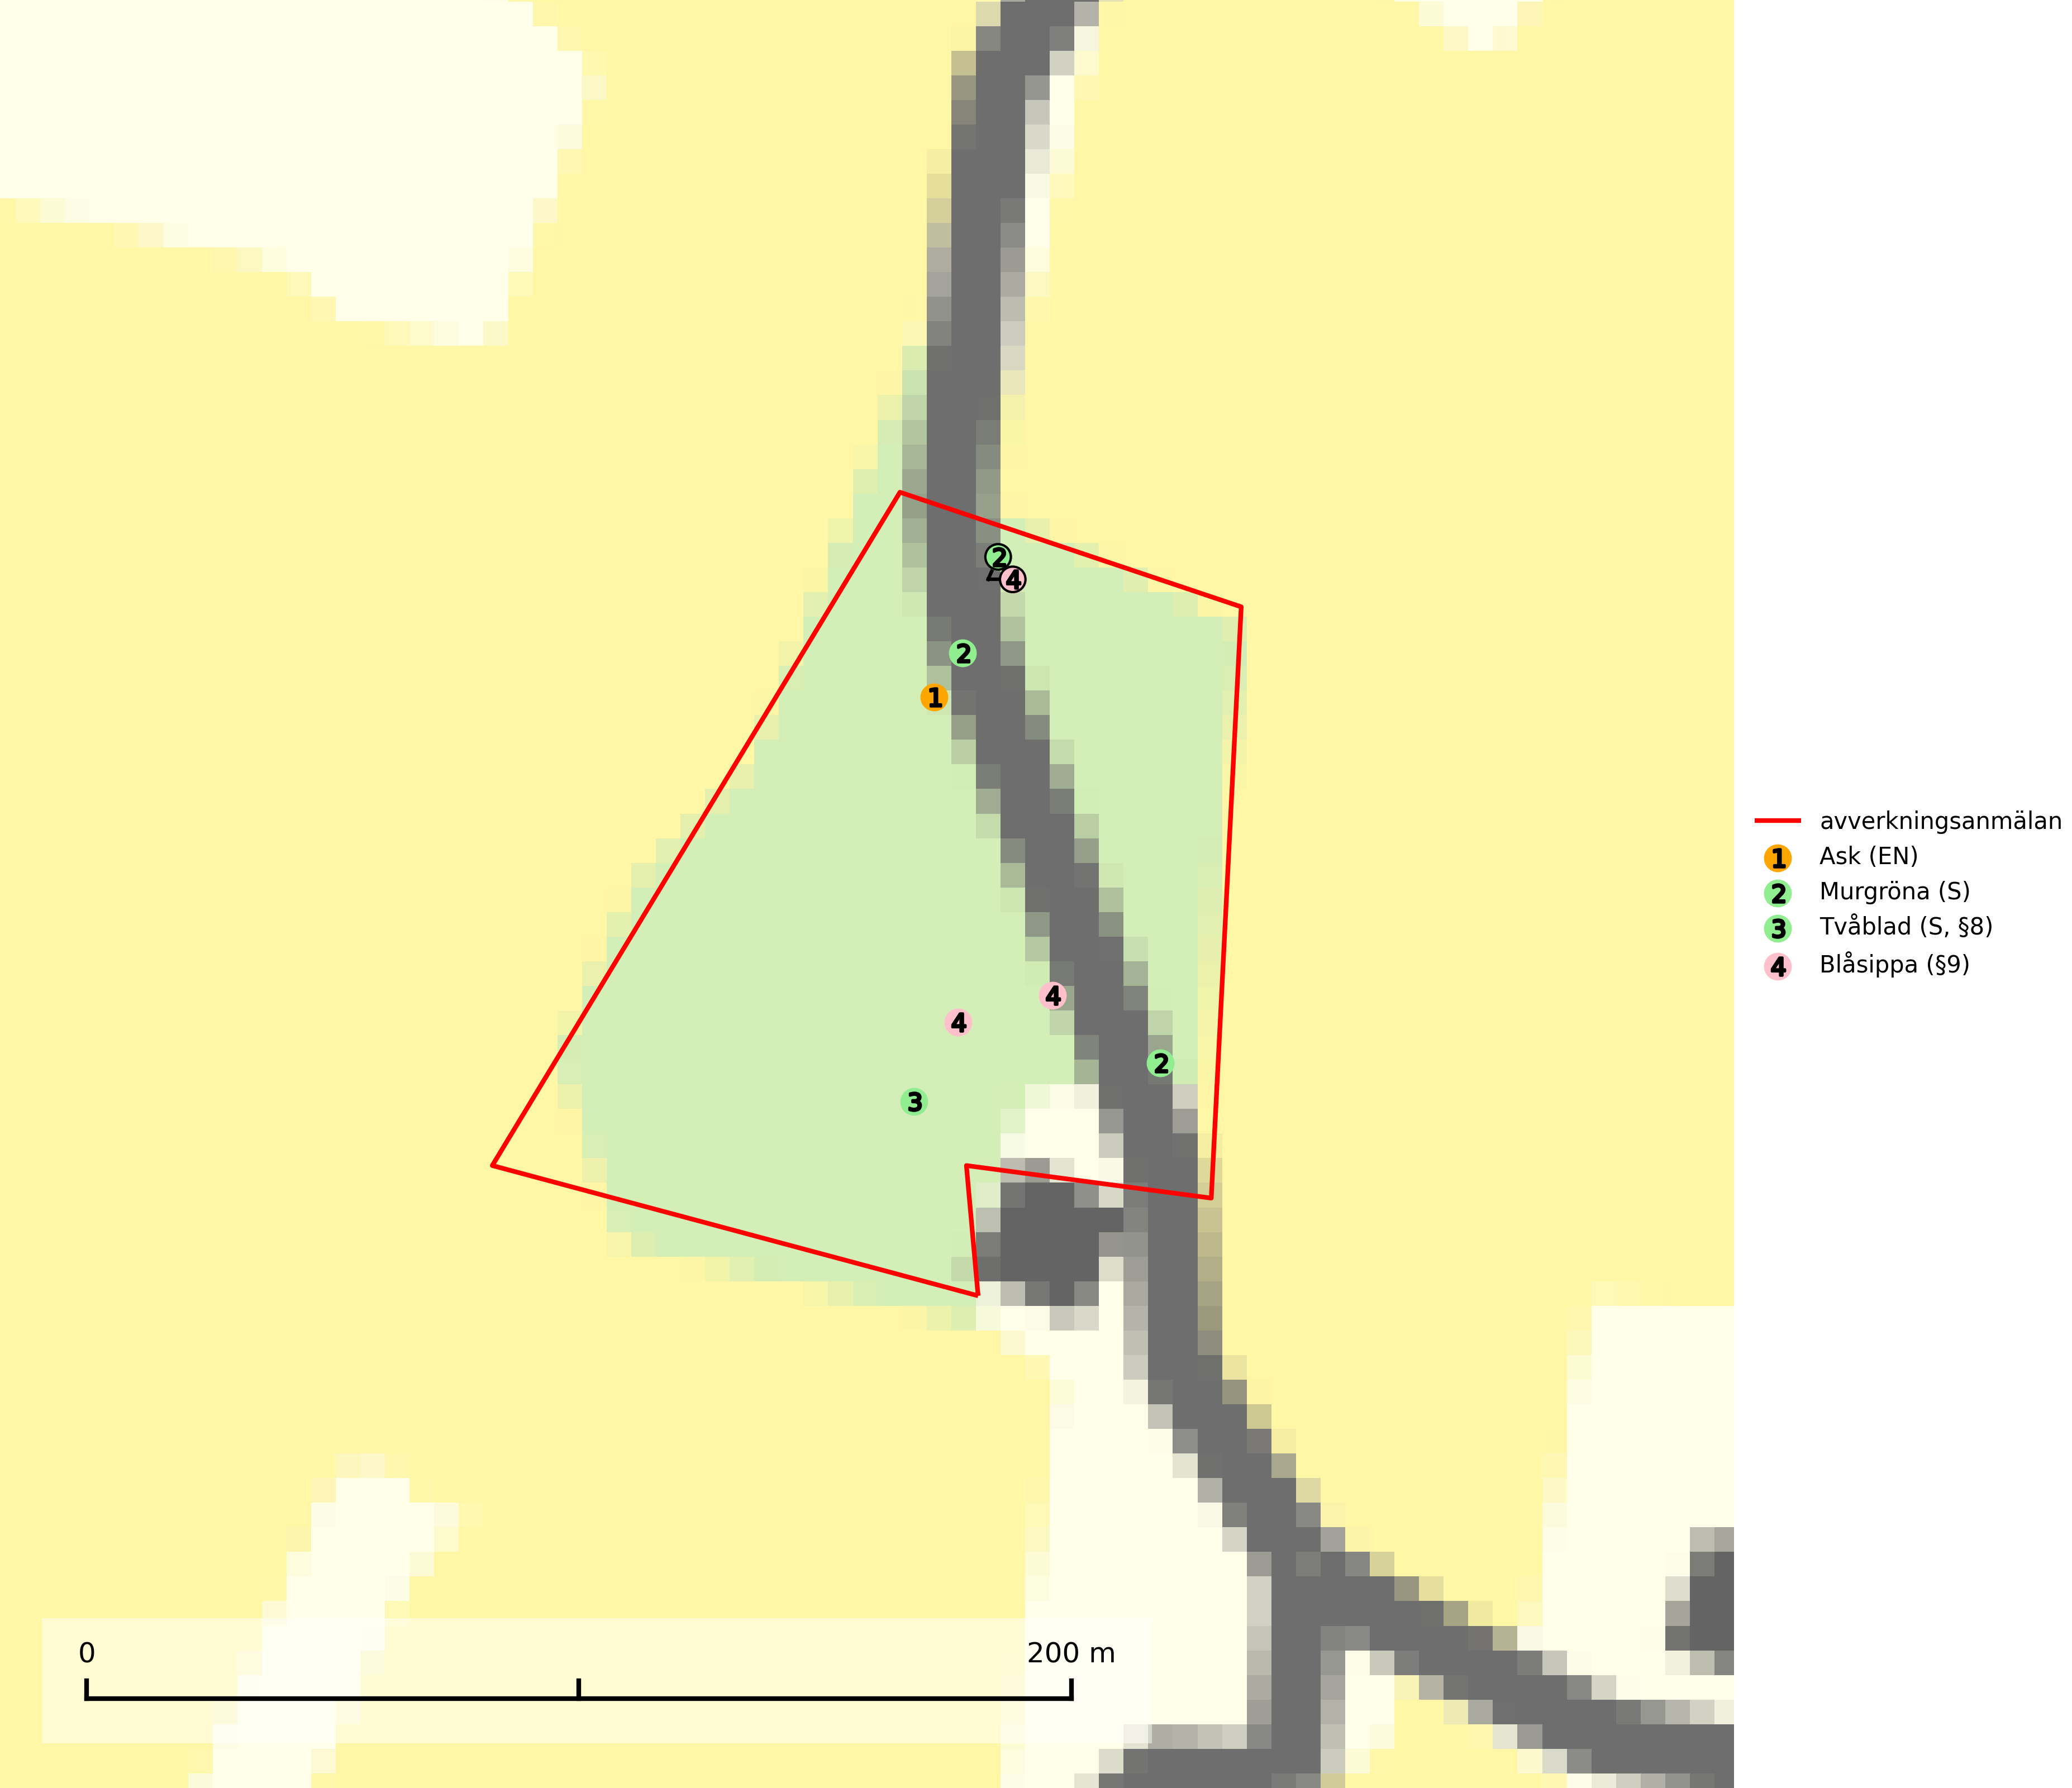 2
4
2
1
4
4
2
3
avverkningsanmälan
1 Ask (EN)
2 Murgröna (S)
3 Tvåblad (S, §8)
4 Blåsippa (§9)
0 200 m